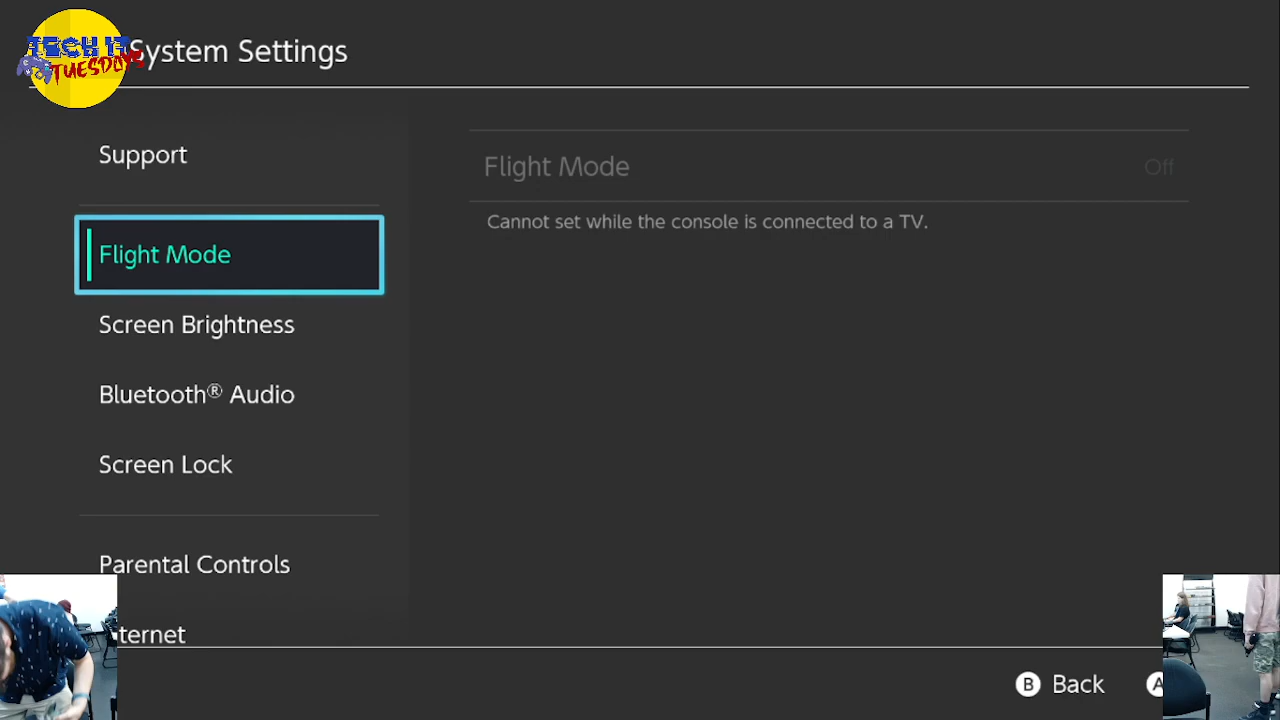 TECH IT
TUESDAYS
System Settings
Support
Flight Mode
Screen Brightness
Bluetooth® Audio
Screen Lock
Parental Controls
ternet
Flight Mode
Off
Cannot set while the console is connected to a TV.
B Back
A